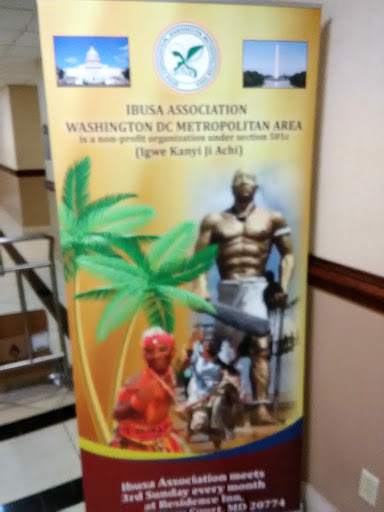 IBUSA ASSOCIATION
WASHINGTON DC METROPOLITAN AREA
is a non-profit organization under section 501c
(Igwe Kanyi Ji Achi)
Ibusa Association meets
3rd Sunday every month
at Residence Inn,
Court, MD 20774